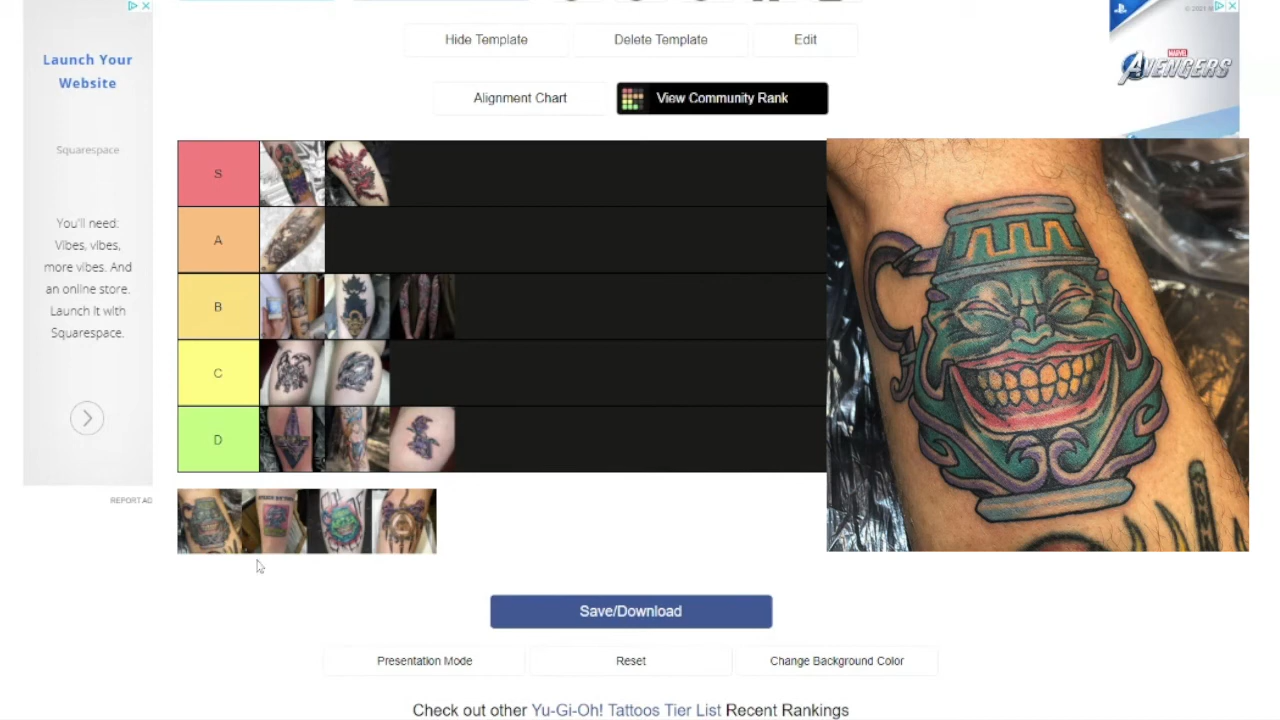 Launch Your
Website
Squarespace
You'll need:
Vibes, vibes,
more vibes. And
an online store.
Launch It with
Squarespace.
REPORT AD
Hide Template
Delete Template
Edit
Alignment Chart
View Community Rank
MARVEL
AVENGERS
S
A
B
C
D
Save/Download
Presentation Mode
Reset
Change Background Color
Check out other Yu-Gi-Oh! Tattoos Tier List Recent Rankings